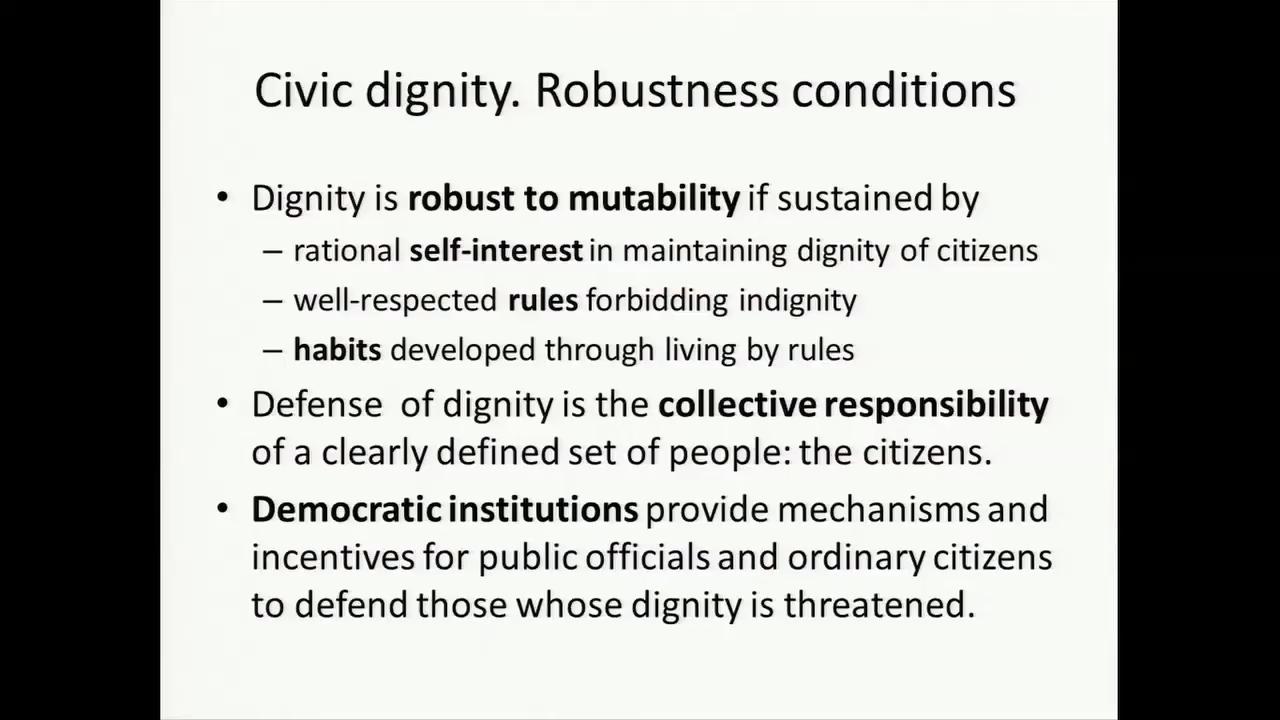 Civic dignity. Robustness conditions
• Dignity is robust to mutability if sustained by
– rational self-interest in maintaining dignity of citizens
– well-respected rules forbidding indignity
– habits developed through living by rules
• Defense of dignity is the collective responsibility
of a clearly defined set of people: the citizens.
• Democratic institutions provide mechanisms and
incentives for public officials and ordinary citizens
to defend those whose dignity is threatened.